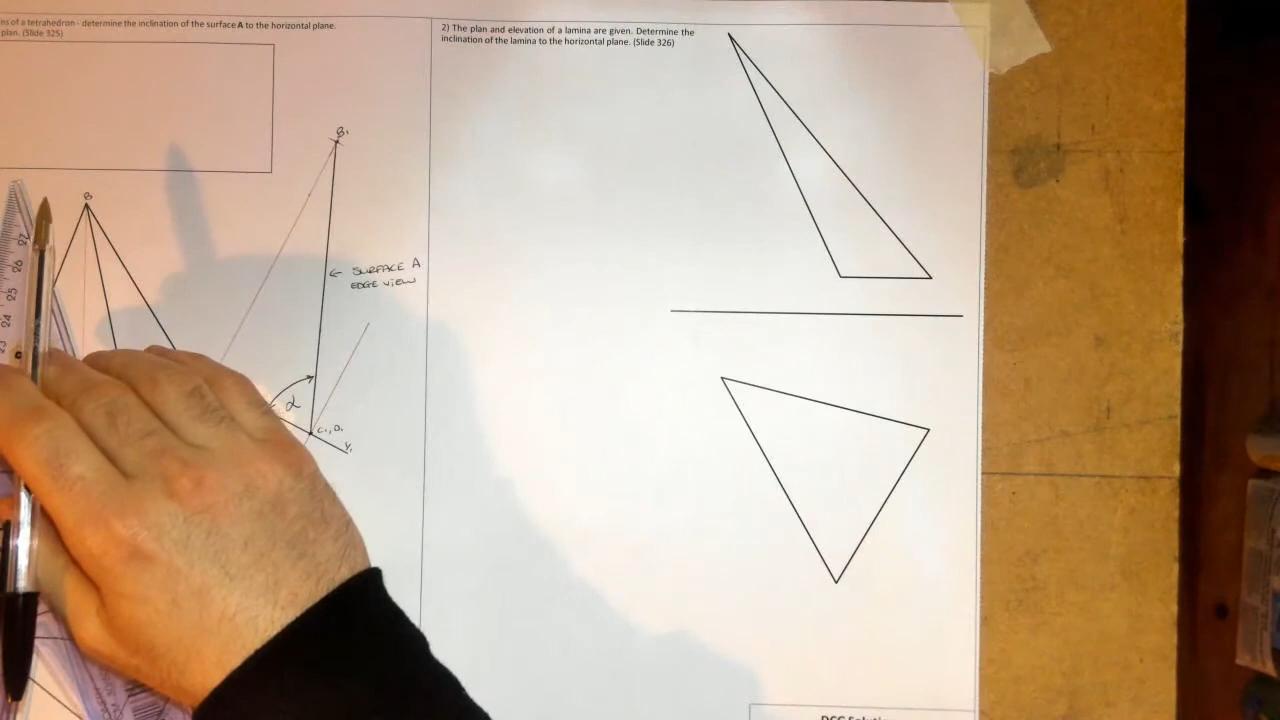 ns of a tetrahedron - determine the inclination of the surface A to the horizontal plane.
plan. (Slide 325)
2) The plan and elevation of a lamina are given. Determine the
inclination of the lamina to the horizontal plane. (Slide 326)
B₁
B
← SURFACE A
EDGE VIEW
α
C₁,D₁
Y₁
27
26
25
24
23